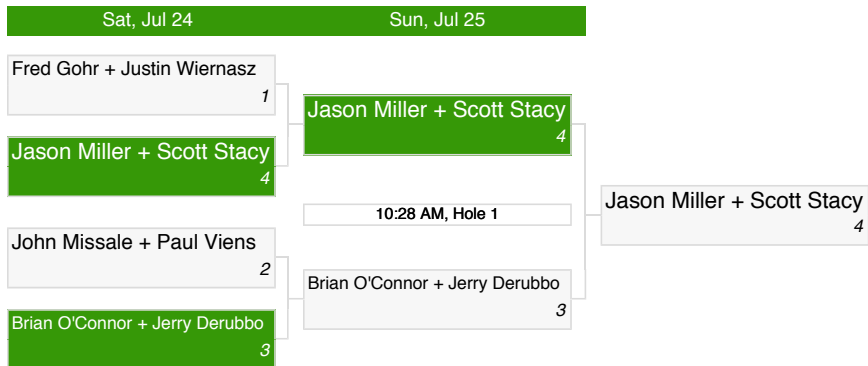 Sat, Jul 24
Sun, Jul 25
Fred Gohr + Justin Wiernasz
1
Jason Miller + Scott Stacy
4
John Missale + Paul Viens
2
Brian O'Connor + Jerry Derubbo
3
Jason Miller + Scott Stacy
4
10:28 AM, Hole 1
Brian O'Connor + Jerry Derubbo
3
Jason Miller + Scott Stacy
4